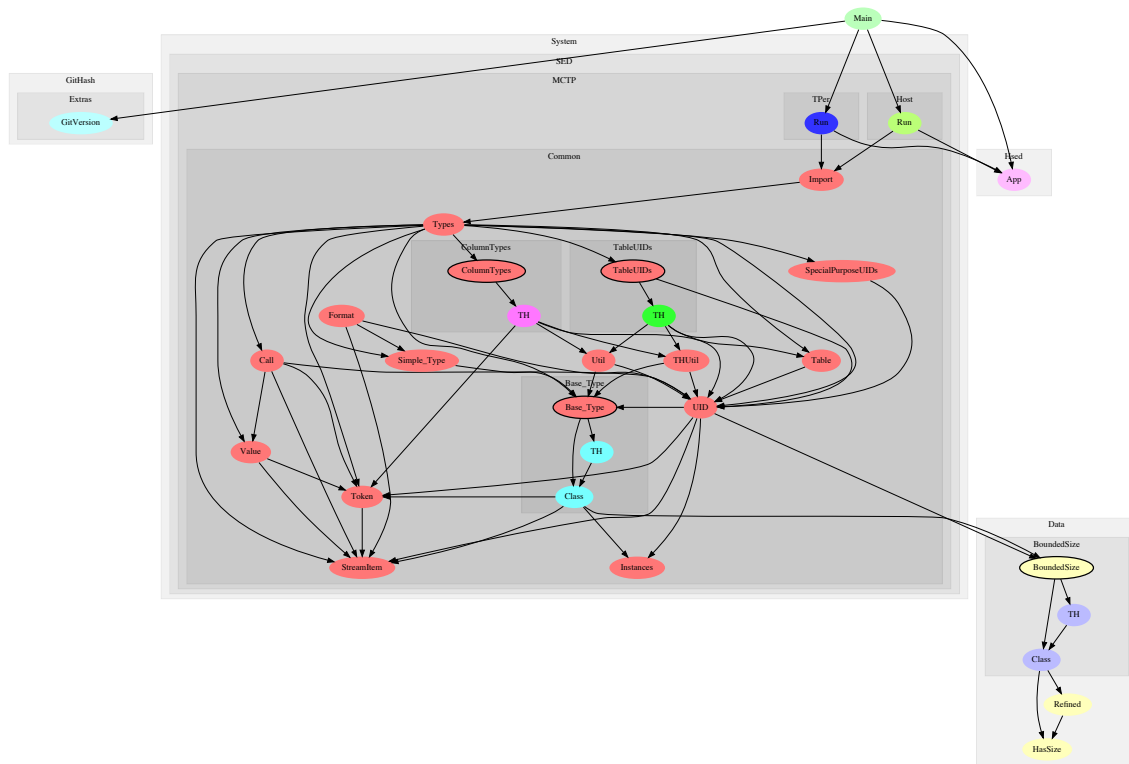 Main
System
SED
GitHash
MCTP
Extras
TPer
Host
GitVersion
Run
Run
Common
Hsed
Import
App
Types
ColumnTypes
TableUIDs
ColumnTypes
TableUIDs
SpecialPurposeUIDs
Format
TH
TH
Call
Simple_Type
Util
THUtil
Table
Base_Type
Base_Type
UID
Value
TH
Token
Class
Data
BoundedSize
StreamItem
Instances
BoundedSize
TH
Class
Refined
HasSize